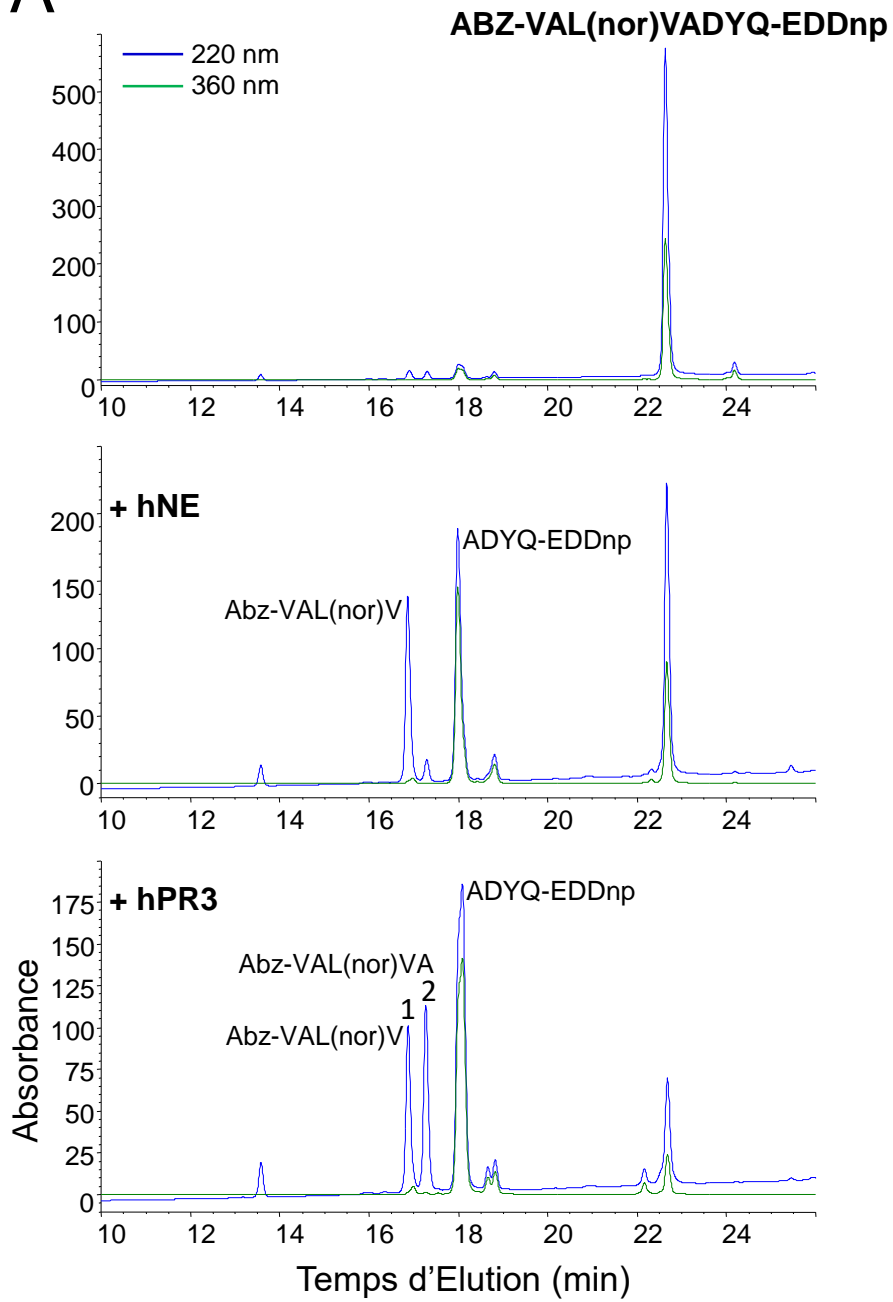 A
ABZ-VAL(nor)VADYQ-EDDnp
220 nm
360 nm
500
400
300
200
100
0
10 12 14 16 18 20 22 24
+ hNE
200
150
100
50
0
ADYQ-EDDnp
Abz-VAL(nor)V
10 12 14 16 18 20 22 24
+ hPR3
175
150
125
100
75
50
25
0
ADYQ-EDDnp
Abz-VAL(nor)VA
1 2
Abz-VAL(nor)V
10 12 14 16 18 20 22 24
Absorbance
Temps d'Elution (min)